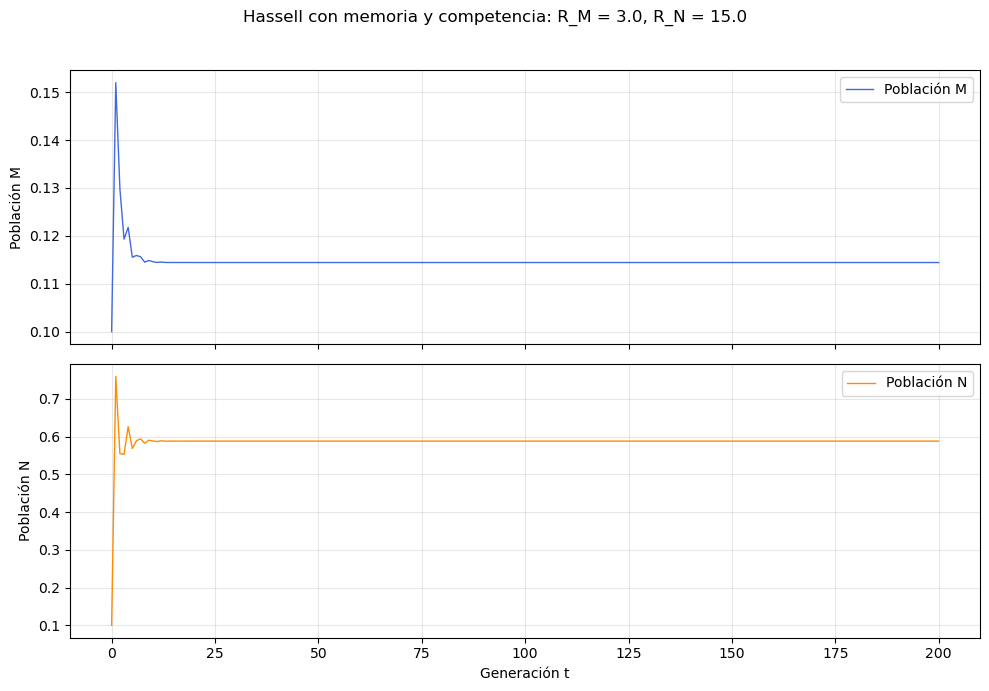 Hassell con memoria y competencia: R_M = 3.0, R_N = 15.0
Población M
Población M
0.15
0.14
0.13
0.12
0.11
0.10
Población N
Población N
0.7
0.6
0.5
0.4
0.3
0.2
0.1
0 25 50 75 100 125 150 175 200
Generación t